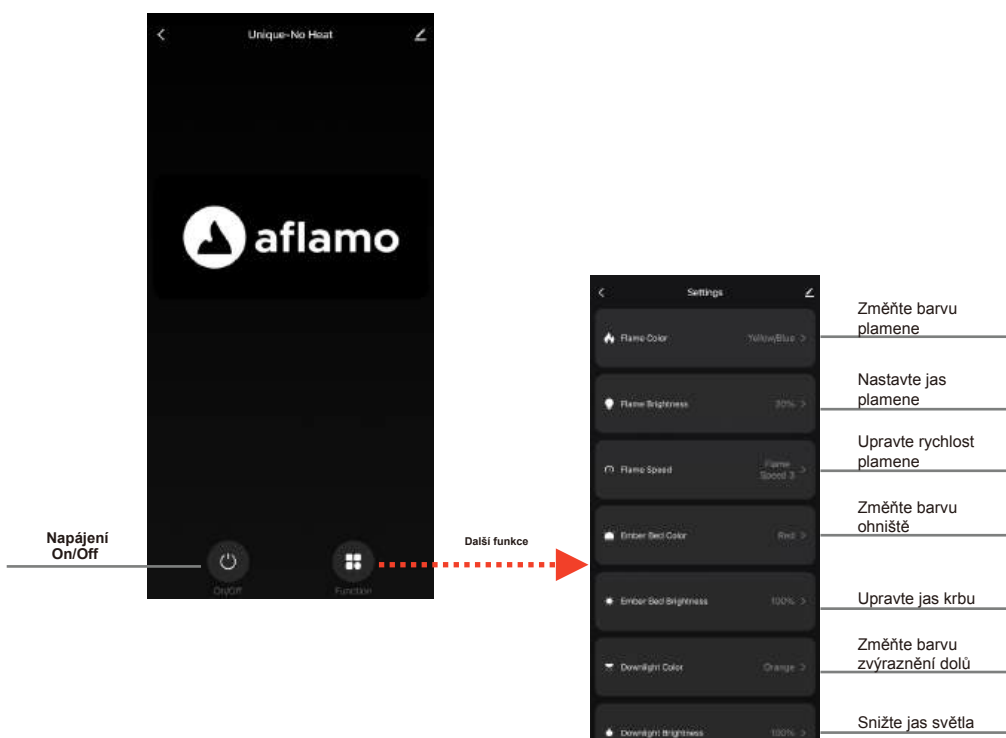 Unique-No Heat
aflamo
Napájení
On/Off
On/Off
Function
Další funkce
Settings
Flame Color
Yellow/Blue
Flame Brightness
30%
Flame Speed
Flame
Speed 3
Ember Bed Color
Red
Ember Bed Brightness
100%
Downlight Color
Orange
Downlight Brightness
100%
Změňte barvu
plamene
Nastavte jas
plamene
Upravte rychlost
plamene
Změňte barvu
ohniště
Upravte jas krbu
Změňte barvu
zvýraznění dolů
Snižte jas světla